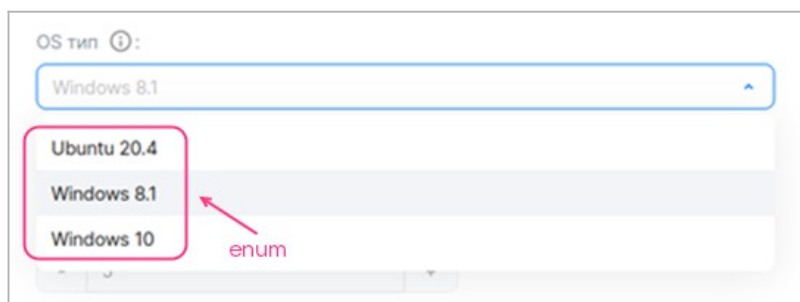 OS тип ⓘ:
Windows 8.1
Ubuntu 20.4
Windows 8.1
Windows 10
enum